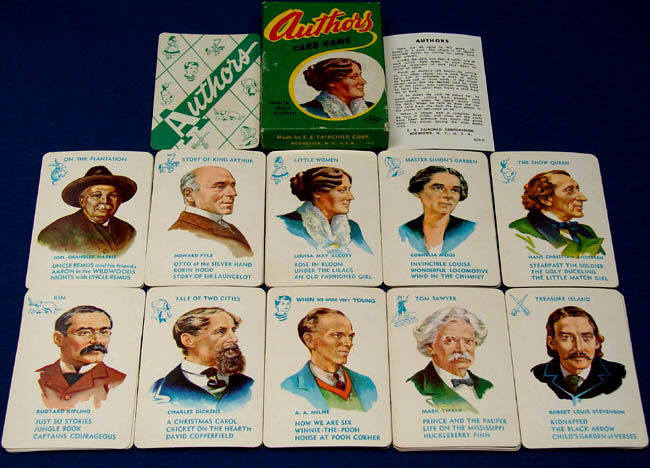 Authors
Authors
CARD GAME
LOUISA
MAY
ALCOTT
Made by E. E. FAIRCHILD CORP.
ROCHESTER, N. Y., U. S. A.
AUTHORS
E. E. FAIRCHILD CORPORATION
ROCHESTER, N. Y., U. S. A.
ON THE PLANTATION
JOEL CHANDLER HARRIS
UNCLE REMUS and his friends
AARON in the WILDWOODS
NIGHTS with UNCLE REMUS
STORY OF KING ARTHUR
HOWARD PYLE
OTTO of the SILVER HAND
ROBIN HOOD
STORY OF SIR LAUNCELOT
LITTLE WOMEN
LOUISA MAY ALCOTT
ROSE IN BLOOM
UNDER THE LILACS
AN OLD FASHIONED GIRL
MASTER SIMON'S GARDEN
CORNELIA MEIGS
INVINCIBLE LOUISA
WONDERFUL LOCOMOTIVE
WIND IN THE CHIMNEY
THE SNOW QUEEN
HANS CHRISTIAN ANDERSEN
STEADFAST TIN SOLDIER
THE UGLY DUCKLING
THE LITTLE MATCH GIRL
KIM
RUDYARD KIPLING
JUST SO STORIES
JUNGLE BOOK
CAPTAINS COURAGEOUS
TALE OF TWO CITIES
CHARLES DICKENS
A CHRISTMAS CAROL
CRICKET ON THE HEARTH
DAVID COPPERFIELD
WHEN WE WERE VERY YOUNG
A. A. MILNE
NOW WE ARE SIX
WINNIE-THE-POOH
HOUSE AT POOH CORNER
TOM SAWYER
MARK TWAIN
PRINCE AND THE PAUPER
LIFE ON THE MISSISSIPPI
HUCKLEBERRY FINN
TREASURE ISLAND
ROBERT LOUIS STEVENSON
KIDNAPPED
THE BLACK ARROW
CHILD'S GARDEN of VERSES